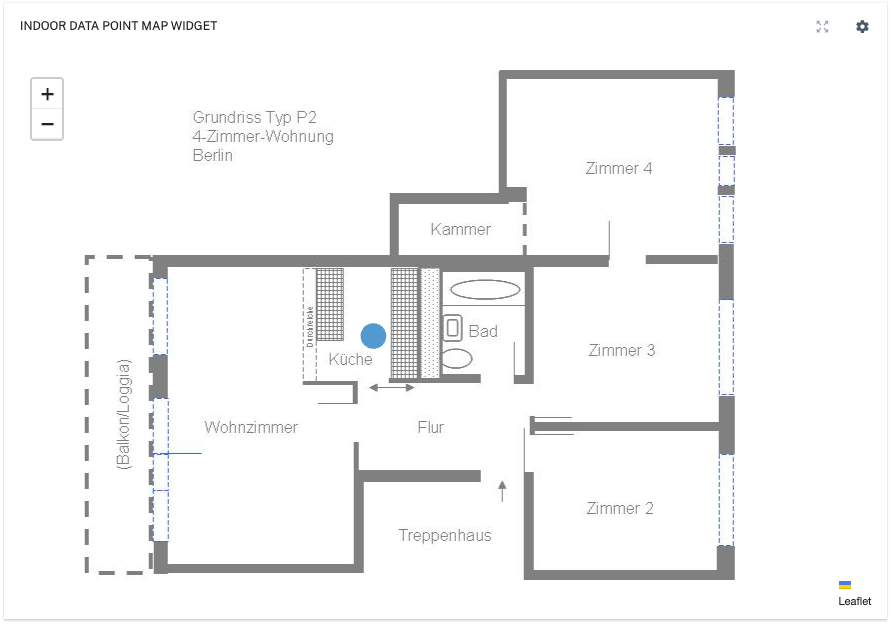 INDOOR DATA POINT MAP WIDGET
+
−
Grundriss Typ P2
4-Zimmer-Wohnung
Berlin
Zimmer 4
Kammer
Durchreiche
Bad
Küche
Zimmer 3
(Balkon/Loggia)
Wohnzimmer
Flur
Zimmer 2
Treppenhaus
Leaflet